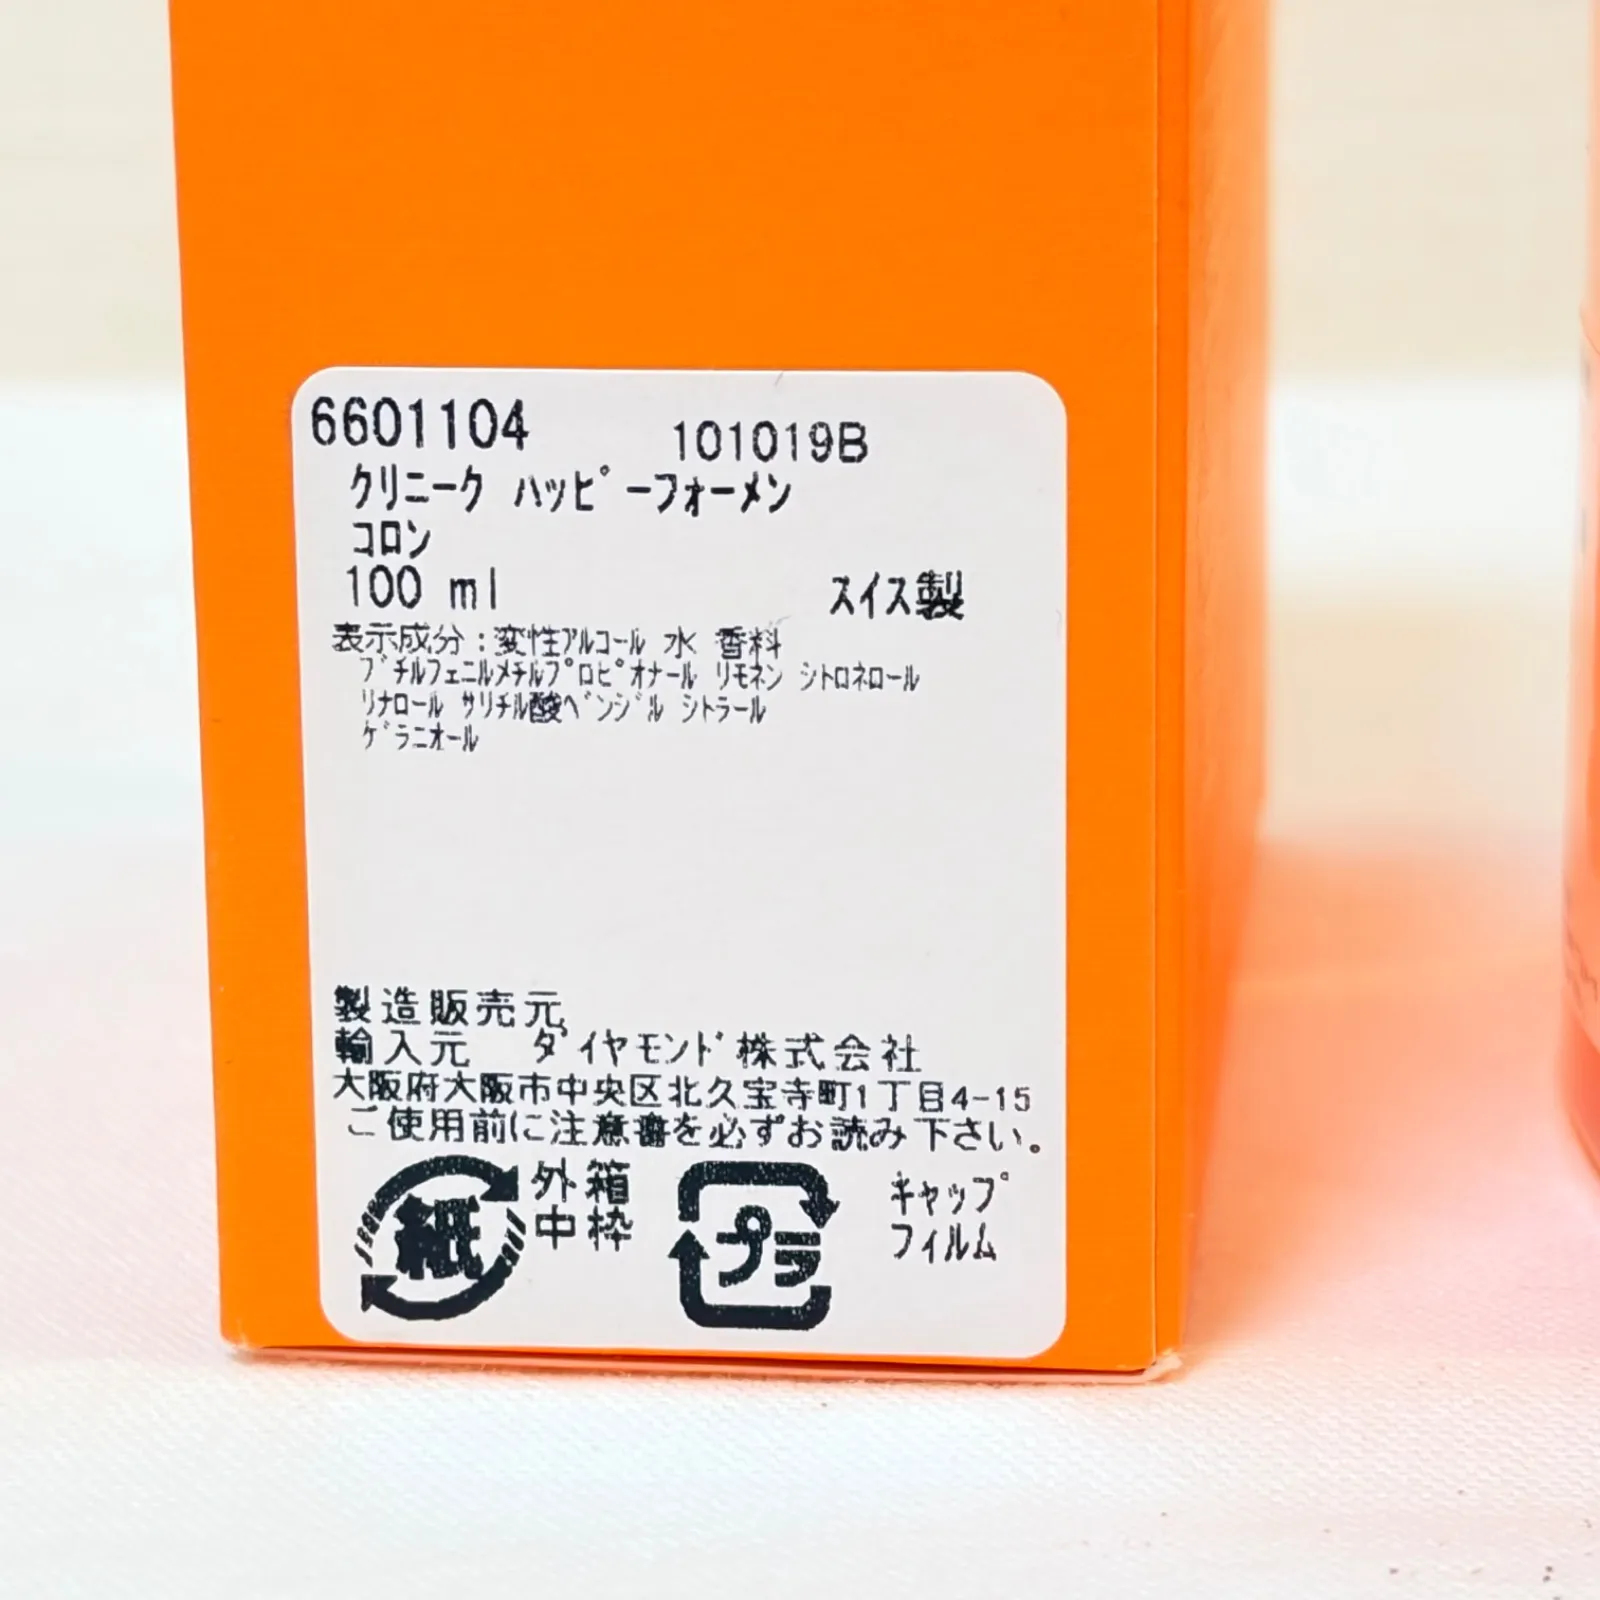 6601104 101019B
クリニーク ハッピーフォーメン
コロン
100 ml スイス製
表示成分:変性アルコール 水 香料
ブチルフェニルメチルプロピオナール リモネン シトロネロール
リナロール サリチル酸ベンジル シトラール
ゲラニオール
製造販売元
輸入元 ダイヤモンド株式会社
大阪府大阪市中央区北久宝寺町1丁目4-15
ご使用前に注意書を必ずお読み下さい。
紙 外箱
中枠
プラ キャップ
フィルム